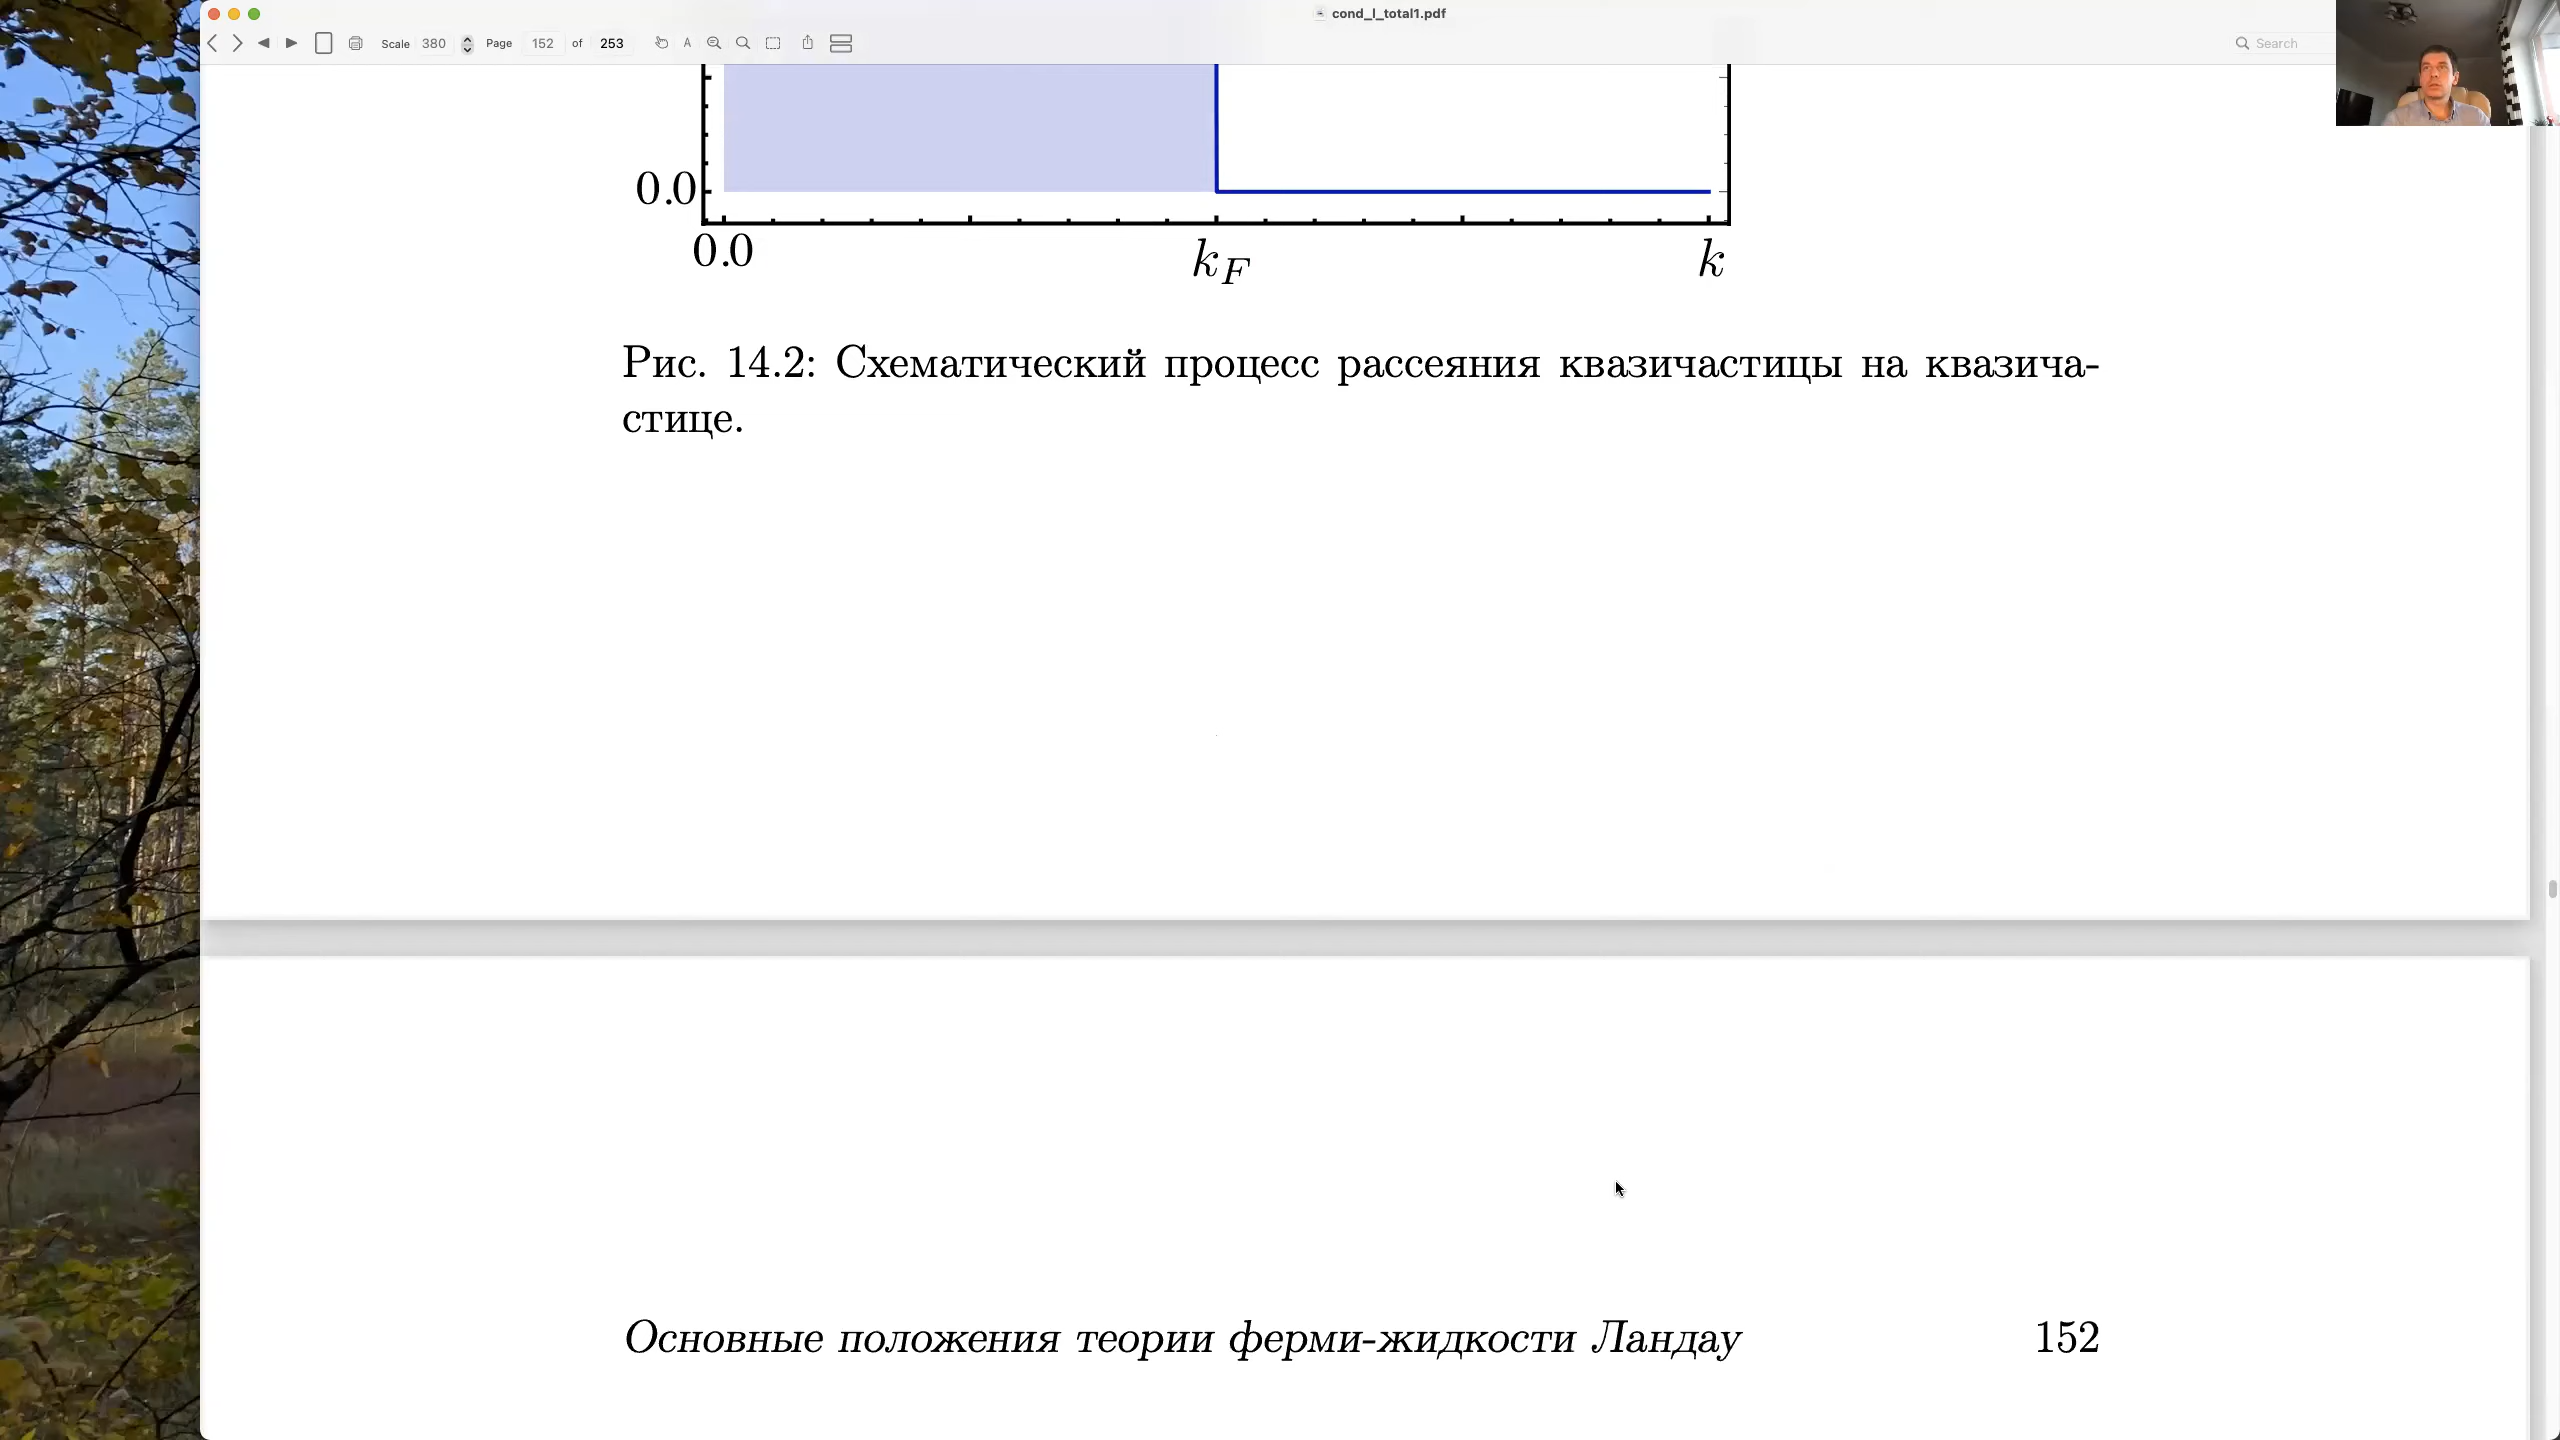 cond_l_total1.pdf
Scale 380 Page 152 of 253 A Search
0.0
0.0 k_F k
Рис. 14.2: Схематический процесс рассеяния квазичастицы на квазича-
стице.
Основные положения теории ферми-жидкости Ландау 152